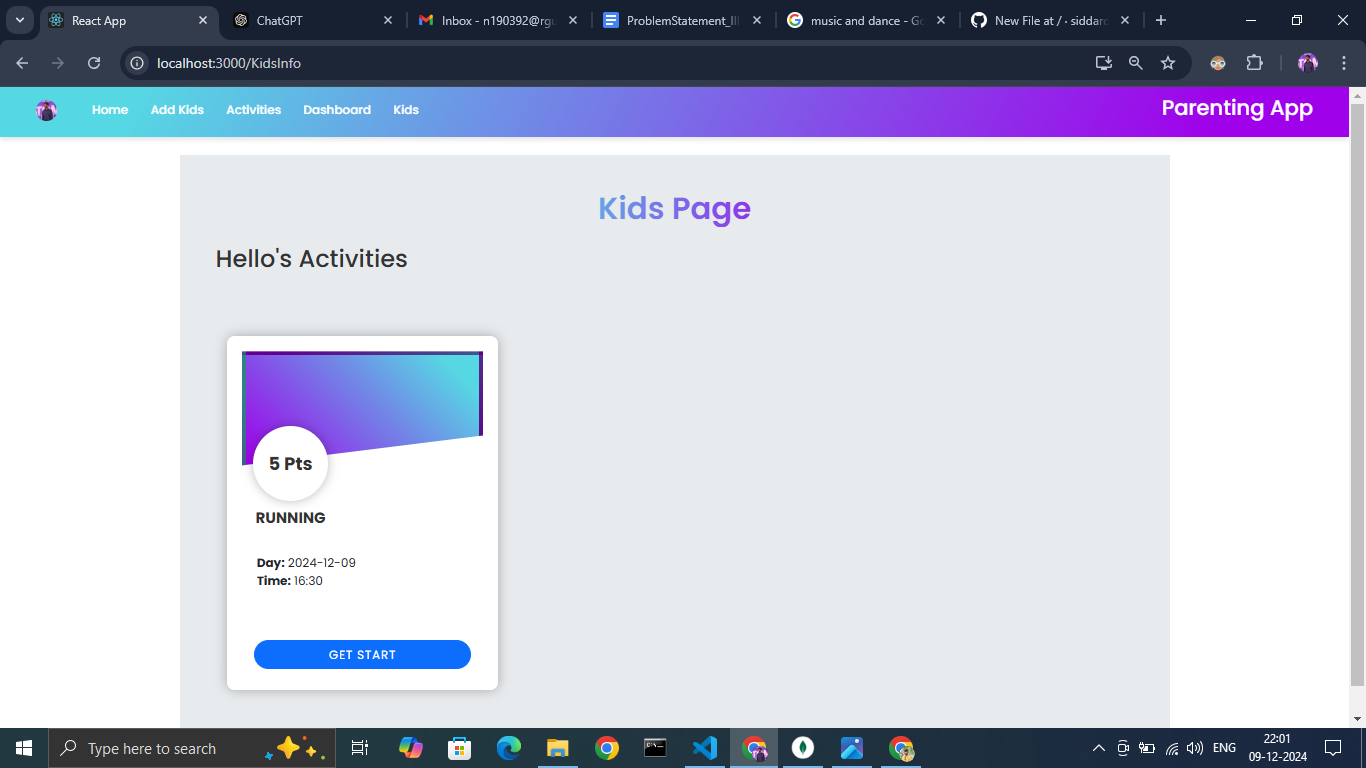 React App
ChatGPT
Inbox - n190392@rgu
ProblemStatement_III
music and dance - Go
New File at / · siddard
localhost:3000/KidsInfo
Home
Add Kids
Activities
Dashboard
Kids
Parenting App
Kids Page
Hello's Activities
5 Pts
RUNNING
Day: 2024-12-09
Time: 16:30
GET START
Type here to search
ENG
22:01
09-12-2024